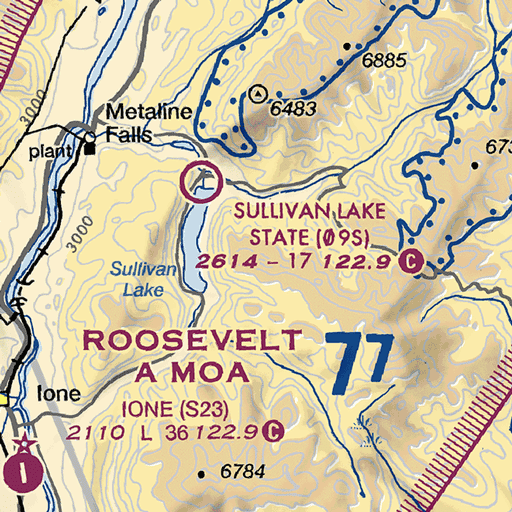 6885
6483
3000
Metaline
Falls
plant
673
SULLIVAN LAKE
STATE (Ø9S)
2614 – 17 122.9 C
3000
Sullivan
Lake
ROOSEVELT
A MOA
77
Ione
IONE (S23)
2110 L 36 122.9 C
I
6784